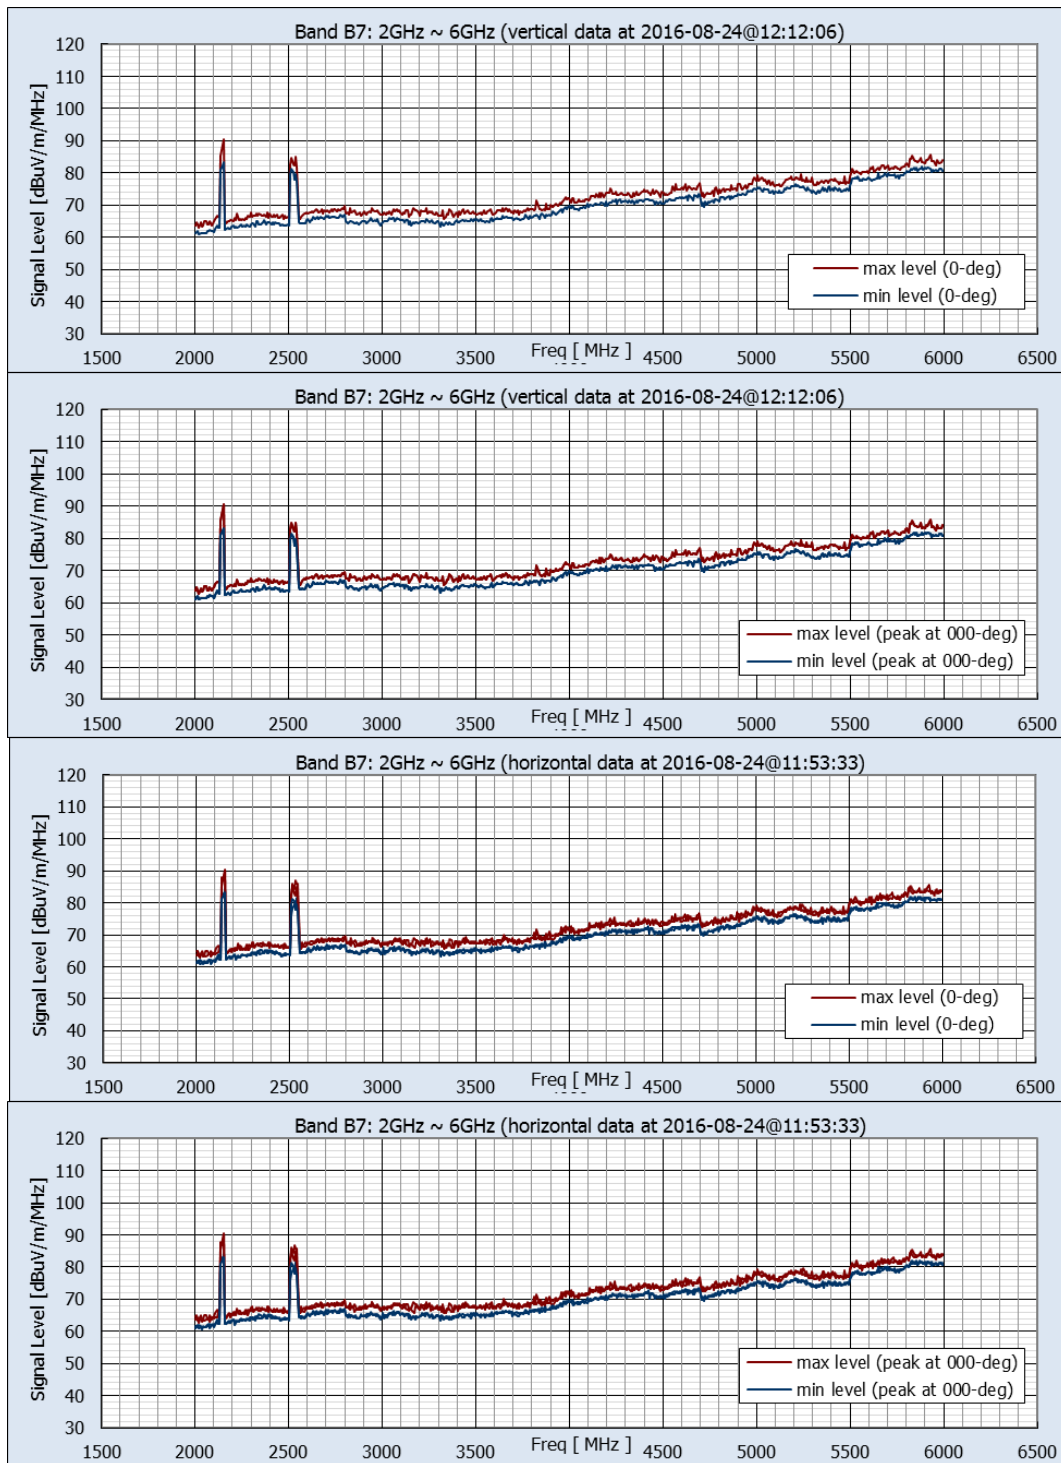 Band B7: 2GHz ~ 6GHz (vertical data at 2016-08-24@12:12:06)
Signal Level [dBuV/m/MHz]
120
110
100
90
80
70
60
50
40
30
max level (0-deg)
min level (0-deg)
1500 2000 2500 3000 3500 4500 5000 5500 6000 6500
Freq [ MHz ]
Band B7: 2GHz ~ 6GHz (vertical data at 2016-08-24@12:12:06)
Signal Level [dBuV/m/MHz]
120
110
100
90
80
70
60
50
40
30
max level (peak at 000-deg)
min level (peak at 000-deg)
1500 2000 2500 3000 3500 4500 5000 5500 6000 6500
Freq [ MHz ]
Band B7: 2GHz ~ 6GHz (horizontal data at 2016-08-24@11:53:33)
Signal Level [dBuV/m/MHz]
120
110
100
90
80
70
60
50
40
30
max level (0-deg)
min level (0-deg)
1500 2000 2500 3000 3500 4500 5000 5500 6000 6500
Freq [ MHz ]
Band B7: 2GHz ~ 6GHz (horizontal data at 2016-08-24@11:53:33)
Signal Level [dBuV/m/MHz]
120
110
100
90
80
70
60
50
40
30
max level (peak at 000-deg)
min level (peak at 000-deg)
1500 2000 2500 3000 3500 4500 5000 5500 6000 6500
Freq [ MHz ]